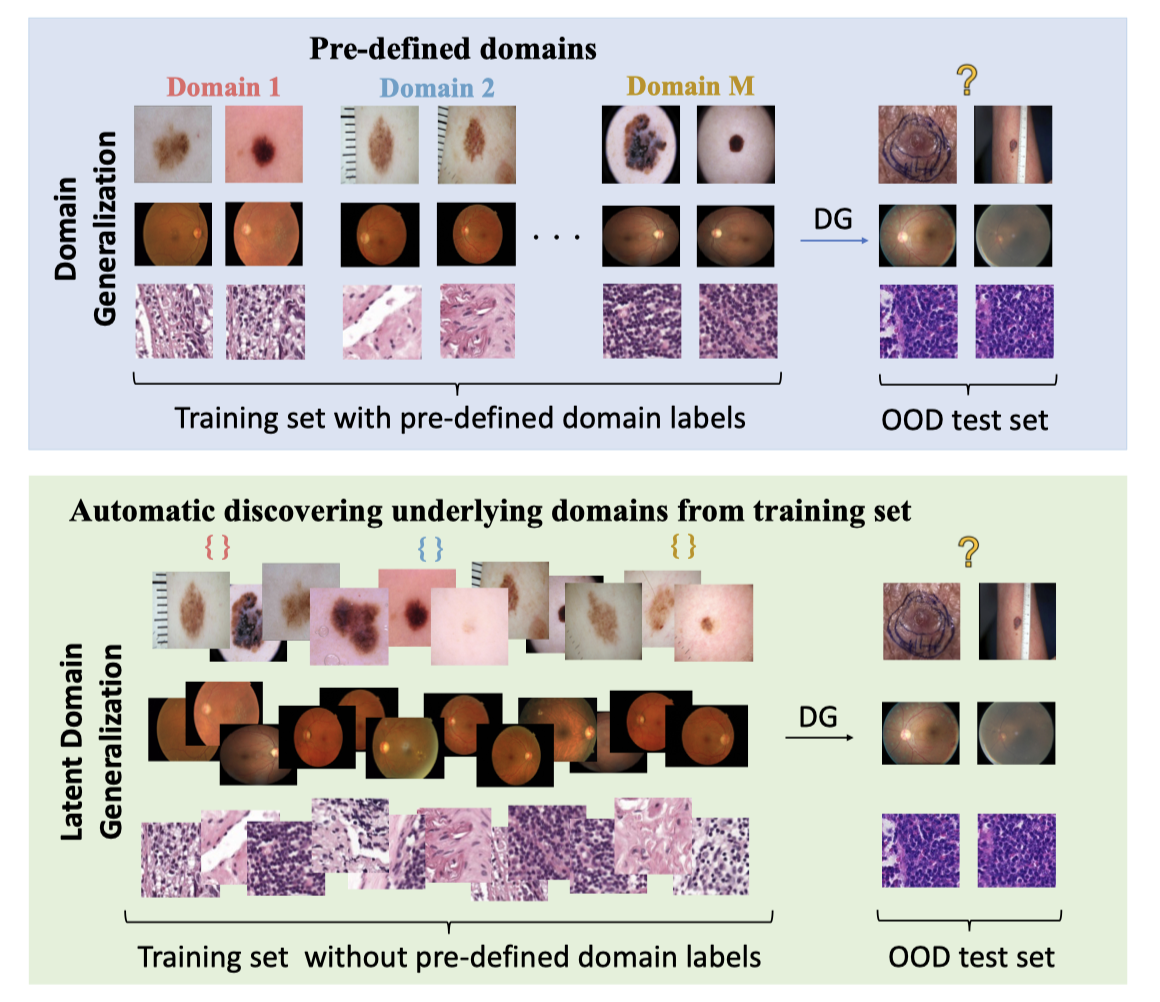 Pre-defined domains
Domain 1
Domain 2
Domain M
?
Domain
Generalization
. . .
DG
Training set with pre-defined domain labels
OOD test set
Automatic discovering underlying domains from training set
{ }
{ }
{ }
?
Latent Domain
Generalization
DG
Training set without pre-defined domain labels
OOD test set